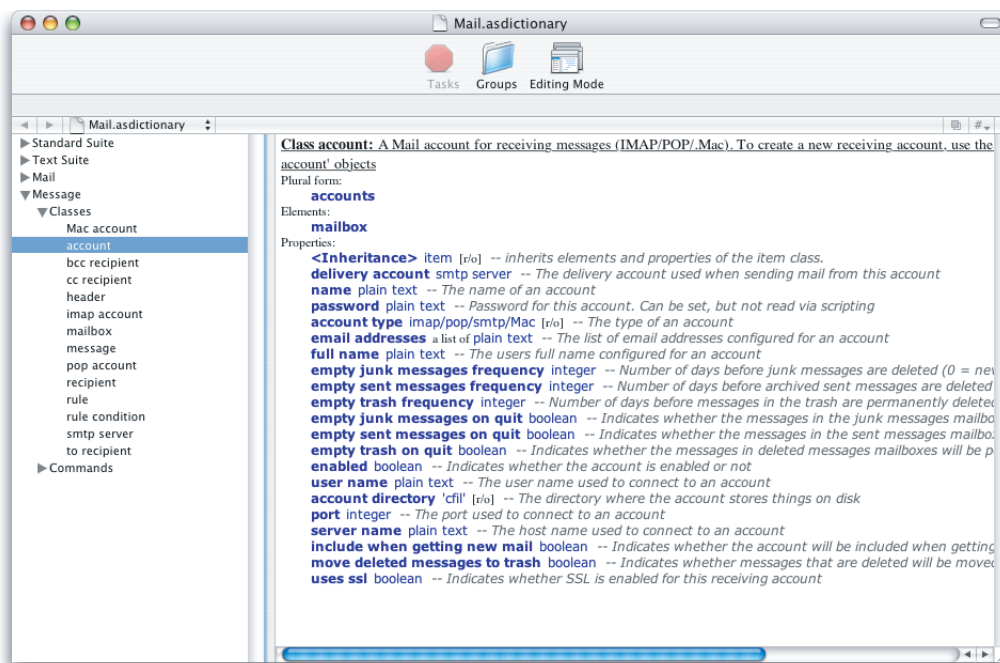 Mail.asdictionary
Tasks Groups Editing Mode
Mail.asdictionary
#
Standard Suite
Text Suite
Mail
Message
Classes
Mac account
account
bcc recipient
cc recipient
header
imap account
mailbox
message
pop account
recipient
rule
rule condition
smtp server
to recipient
Commands
Class account: A Mail account for receiving messages (IMAP/POP/.Mac). To create a new receiving account, use the
account' objects
Plural form:
accounts
Elements:
mailbox
Properties:
<Inheritance> item [r/o] -- inherits elements and properties of the item class.
delivery account smtp server -- The delivery account used when sending mail from this account
name plain text -- The name of an account
password plain text -- Password for this account. Can be set, but not read via scripting
account type imap/pop/smtp/Mac [r/o] -- The type of an account
email addresses a list of plain text -- The list of email addresses configured for an account
full name plain text -- The users full name configured for an account
empty junk messages frequency integer -- Number of days before junk messages are deleted (0 = nev
empty sent messages frequency integer -- Number of days before archived sent messages are deleted
empty trash frequency integer -- Number of days before messages in the trash are permanently deleted
empty junk messages on quit boolean -- Indicates whether the messages in the junk messages mailbo
empty sent messages on quit boolean -- Indicates whether the messages in the sent messages mailbo
empty trash on quit boolean -- Indicates whether the messages in deleted messages mailboxes will be p
enabled boolean -- Indicates whether the account is enabled or not
user name plain text -- The user name used to connect to an account
account directory 'cfil' [r/o] -- The directory where the account stores things on disk
port integer -- The port used to connect to an account
server name plain text -- The host name used to connect to an account
include when getting new mail boolean -- Indicates whether the account will be included when getting
move deleted messages to trash boolean -- Indicates whether messages that are deleted will be moved
uses ssl boolean -- Indicates whether SSL is enabled for this receiving account